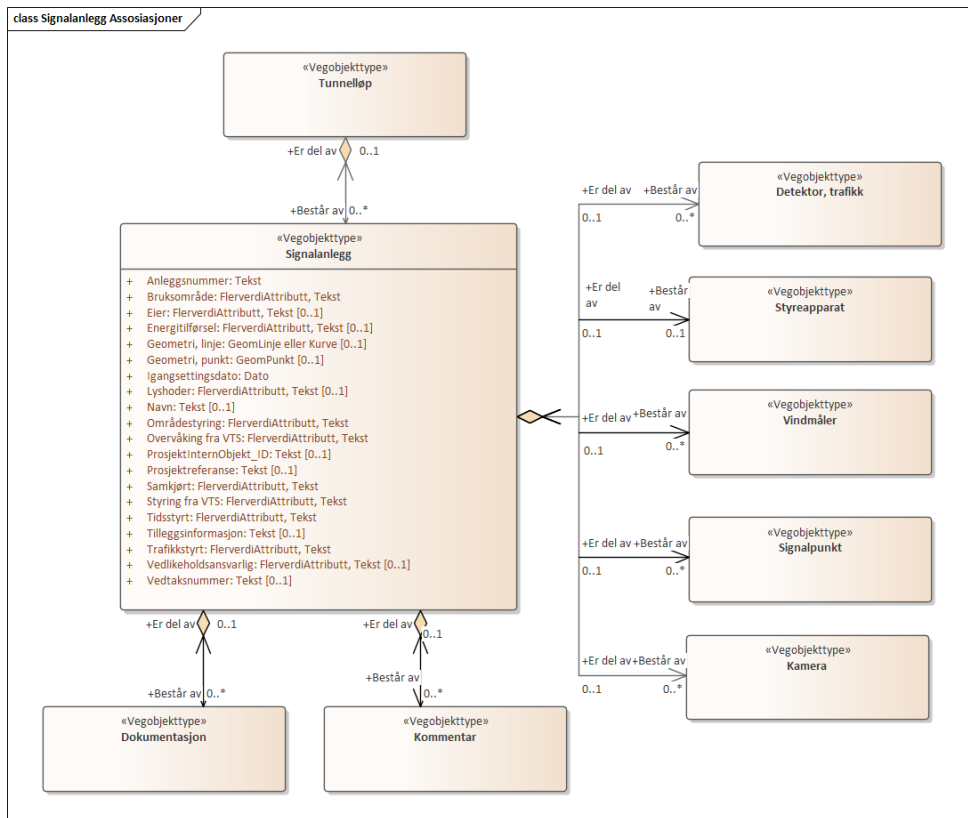 class Signalanlegg Assosiasjoner
«Vegobjekttype»
Tunnelløp
+Er del av 0..1
+Består av 0..*
«Vegobjekttype»
Signalanlegg
+ Anleggsnummer: Tekst
+ Bruksområde: FlerverdiAttributt, Tekst
+ Eier: FlerverdiAttributt, Tekst [0..1]
+ Energitilførsel: FlerverdiAttributt, Tekst [0..1]
+ Geometri, linje: GeomLinje eller Kurve [0..1]
+ Geometri, punkt: GeomPunkt [0..1]
+ Igangsettingsdato: Dato
+ Lyshoder: FlerverdiAttributt, Tekst [0..1]
+ Navn: Tekst [0..1]
+ Områdestyring: FlerverdiAttributt, Tekst
+ Overvåking fra VTS: FlerverdiAttributt, Tekst
+ ProsjektInternObjekt_ID: Tekst [0..1]
+ Prosjektreferanse: Tekst [0..1]
+ Samkjørt: FlerverdiAttributt, Tekst
+ Styring fra VTS: FlerverdiAttributt, Tekst
+ Tidsstyrt: FlerverdiAttributt, Tekst
+ Tilleggsinformasjon: Tekst [0..1]
+ Trafikkstyrt: FlerverdiAttributt, Tekst
+ Vedlikeholdsansvarlig: FlerverdiAttributt, Tekst [0..1]
+ Vedtaksnummer: Tekst [0..1]
+Er del av +Består av
0..1 0..*
«Vegobjekttype»
Detektor, trafikk
+Er del
av
+Består
av
0..1 0..1
«Vegobjekttype»
Styreapparat
+Er del av +Består av
0..1 0..*
«Vegobjekttype»
Vindmåler
+Er del av +Består av
0..1 0..*
«Vegobjekttype»
Signalpunkt
+Er del av +Består av
0..1 0..*
«Vegobjekttype»
Kamera
+Er del av 0..1
+Består av 0..*
«Vegobjekttype»
Dokumentasjon
+Er del av
0..1
+Består av
0..*
«Vegobjekttype»
Kommentar